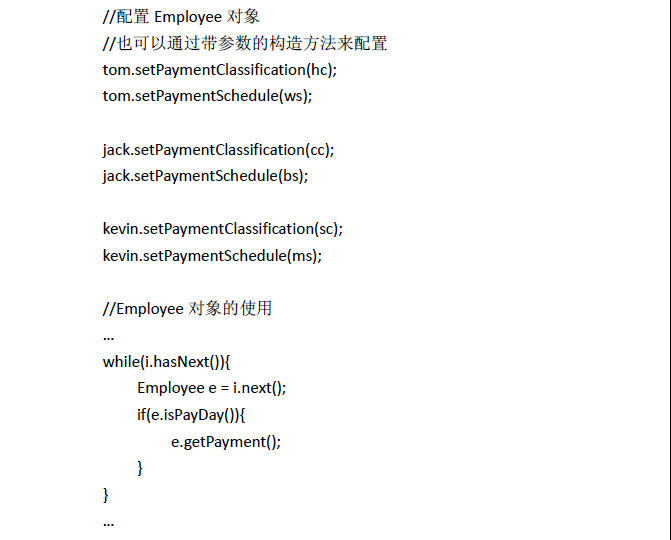 //配置 Employee 对象
//也可以通过带参数的构造方法来配置
tom.setPaymentClassification(hc);
tom.setPaymentSchedule(ws);
jack.setPaymentClassification(cc);
jack.setPaymentSchedule(bs);
kevin.setPaymentClassification(sc);
kevin.setPaymentSchedule(ms);
//Employee 对象的使用
…
while(i.hasNext()){
Employee e = i.next();
if(e.isPayDay()){
e.getPayment();
}
}
…